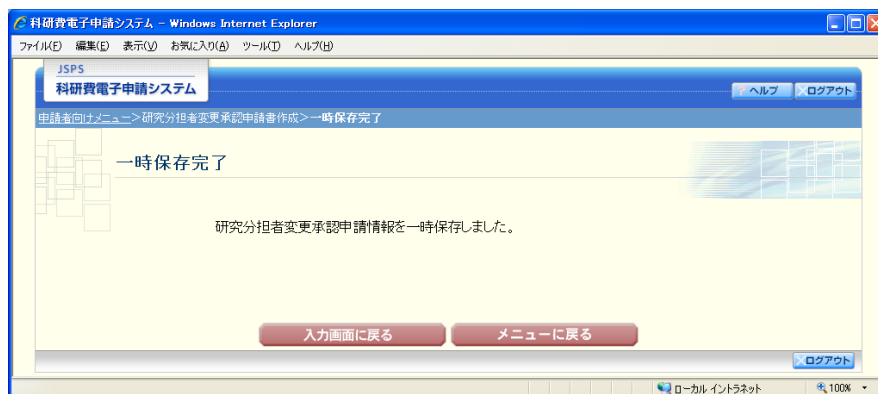 科研費電子申請システム - Windows Internet Explorer
ファイル(F) 編集(E) 表示(V) お気に入り(A) ツール(T) ヘルプ(H)
JSPS
科研費電子申請システム
ヘルプ ログアウト
申請者向けメニュー>研究分担者変更承認申請書作成>一時保存完了
一時保存完了
研究分担者変更承認申請情報を一時保存しました。
入力画面に戻る メニューに戻る
ログアウト
ローカル イントラネット 100%